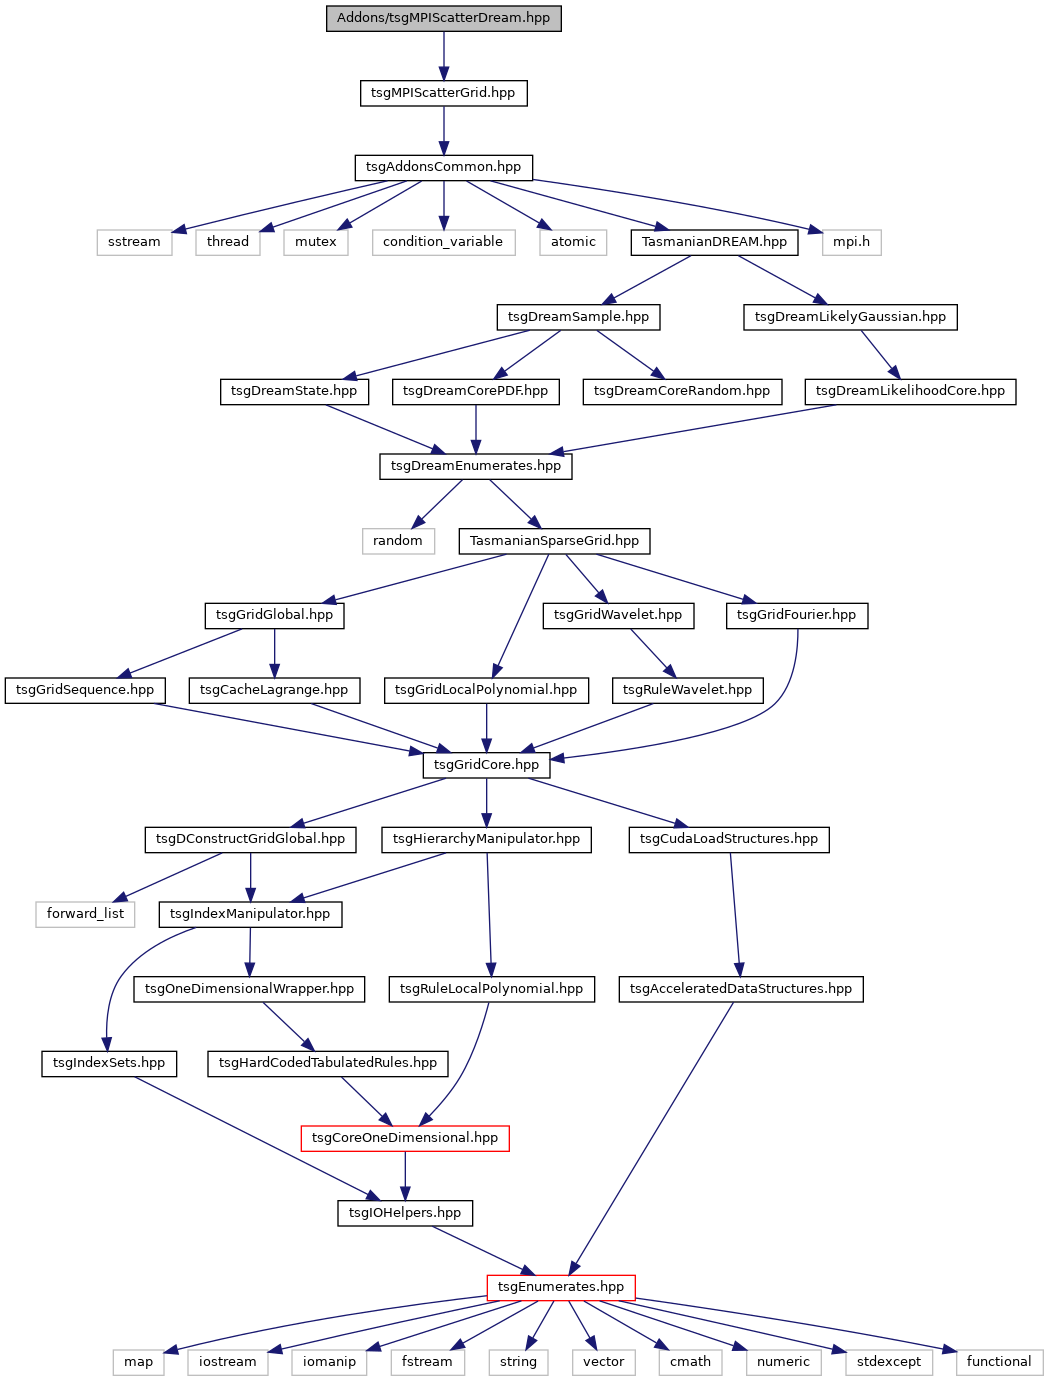 Addons/tsgMPIScatterDream.hpp
tsgMPIScatterGrid.hpp
tsgAddonsCommon.hpp
sstream
thread
mutex
condition_variable
atomic
TasmanianDREAM.hpp
mpi.h
tsgDreamSample.hpp
tsgDreamLikelyGaussian.hpp
tsgDreamState.hpp
tsgDreamCorePDF.hpp
tsgDreamCoreRandom.hpp
tsgDreamLikelihoodCore.hpp
tsgDreamEnumerates.hpp
random
TasmanianSparseGrid.hpp
tsgGridGlobal.hpp
tsgGridWavelet.hpp
tsgGridFourier.hpp
tsgGridSequence.hpp
tsgCacheLagrange.hpp
tsgGridLocalPolynomial.hpp
tsgRuleWavelet.hpp
tsgGridCore.hpp
tsgDConstructGridGlobal.hpp
tsgHierarchyManipulator.hpp
tsgCudaLoadStructures.hpp
forward_list
tsgIndexManipulator.hpp
tsgOneDimensionalWrapper.hpp
tsgRuleLocalPolynomial.hpp
tsgAcceleratedDataStructures.hpp
tsgIndexSets.hpp
tsgHardCodedTabulatedRules.hpp
tsgCoreOneDimensional.hpp
tsgIOHelpers.hpp
tsgEnumerates.hpp
map
iostream
iomanip
fstream
string
vector
cmath
numeric
stdexcept
functional